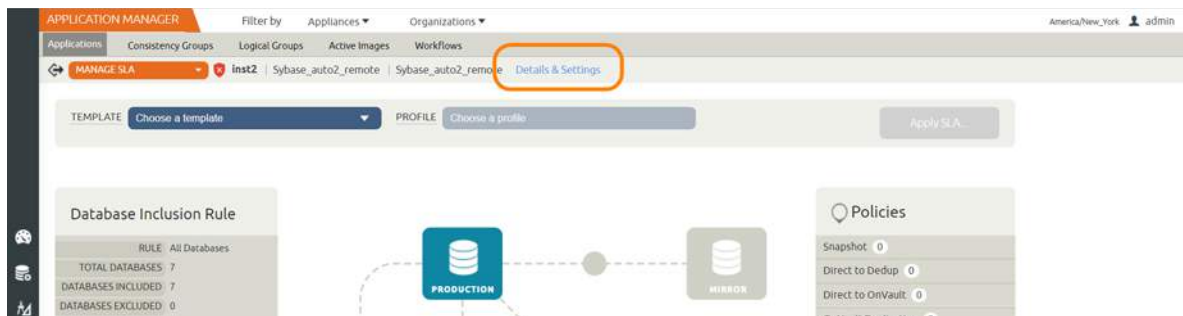 APPLICATION MANAGER Filter by Appliances ▾ Organizations ▾ America/New_York admin
Applications Consistency Groups Logical Groups Active Images Workflows
MANAGE SLA inst2 | Sybase_auto2_remote | Sybase_auto2_remote Details & Settings
TEMPLATE Choose a template PROFILE Choose a profile Apply SLA...
Database Inclusion Rule
RULE All Databases
TOTAL DATABASES 7
DATABASES INCLUDED 7
DATABASES EXCLUDED 0
PRODUCTION
MIRROR
Policies
Snapshot 0
Direct to Dedup 0
Direct to OnVault 0